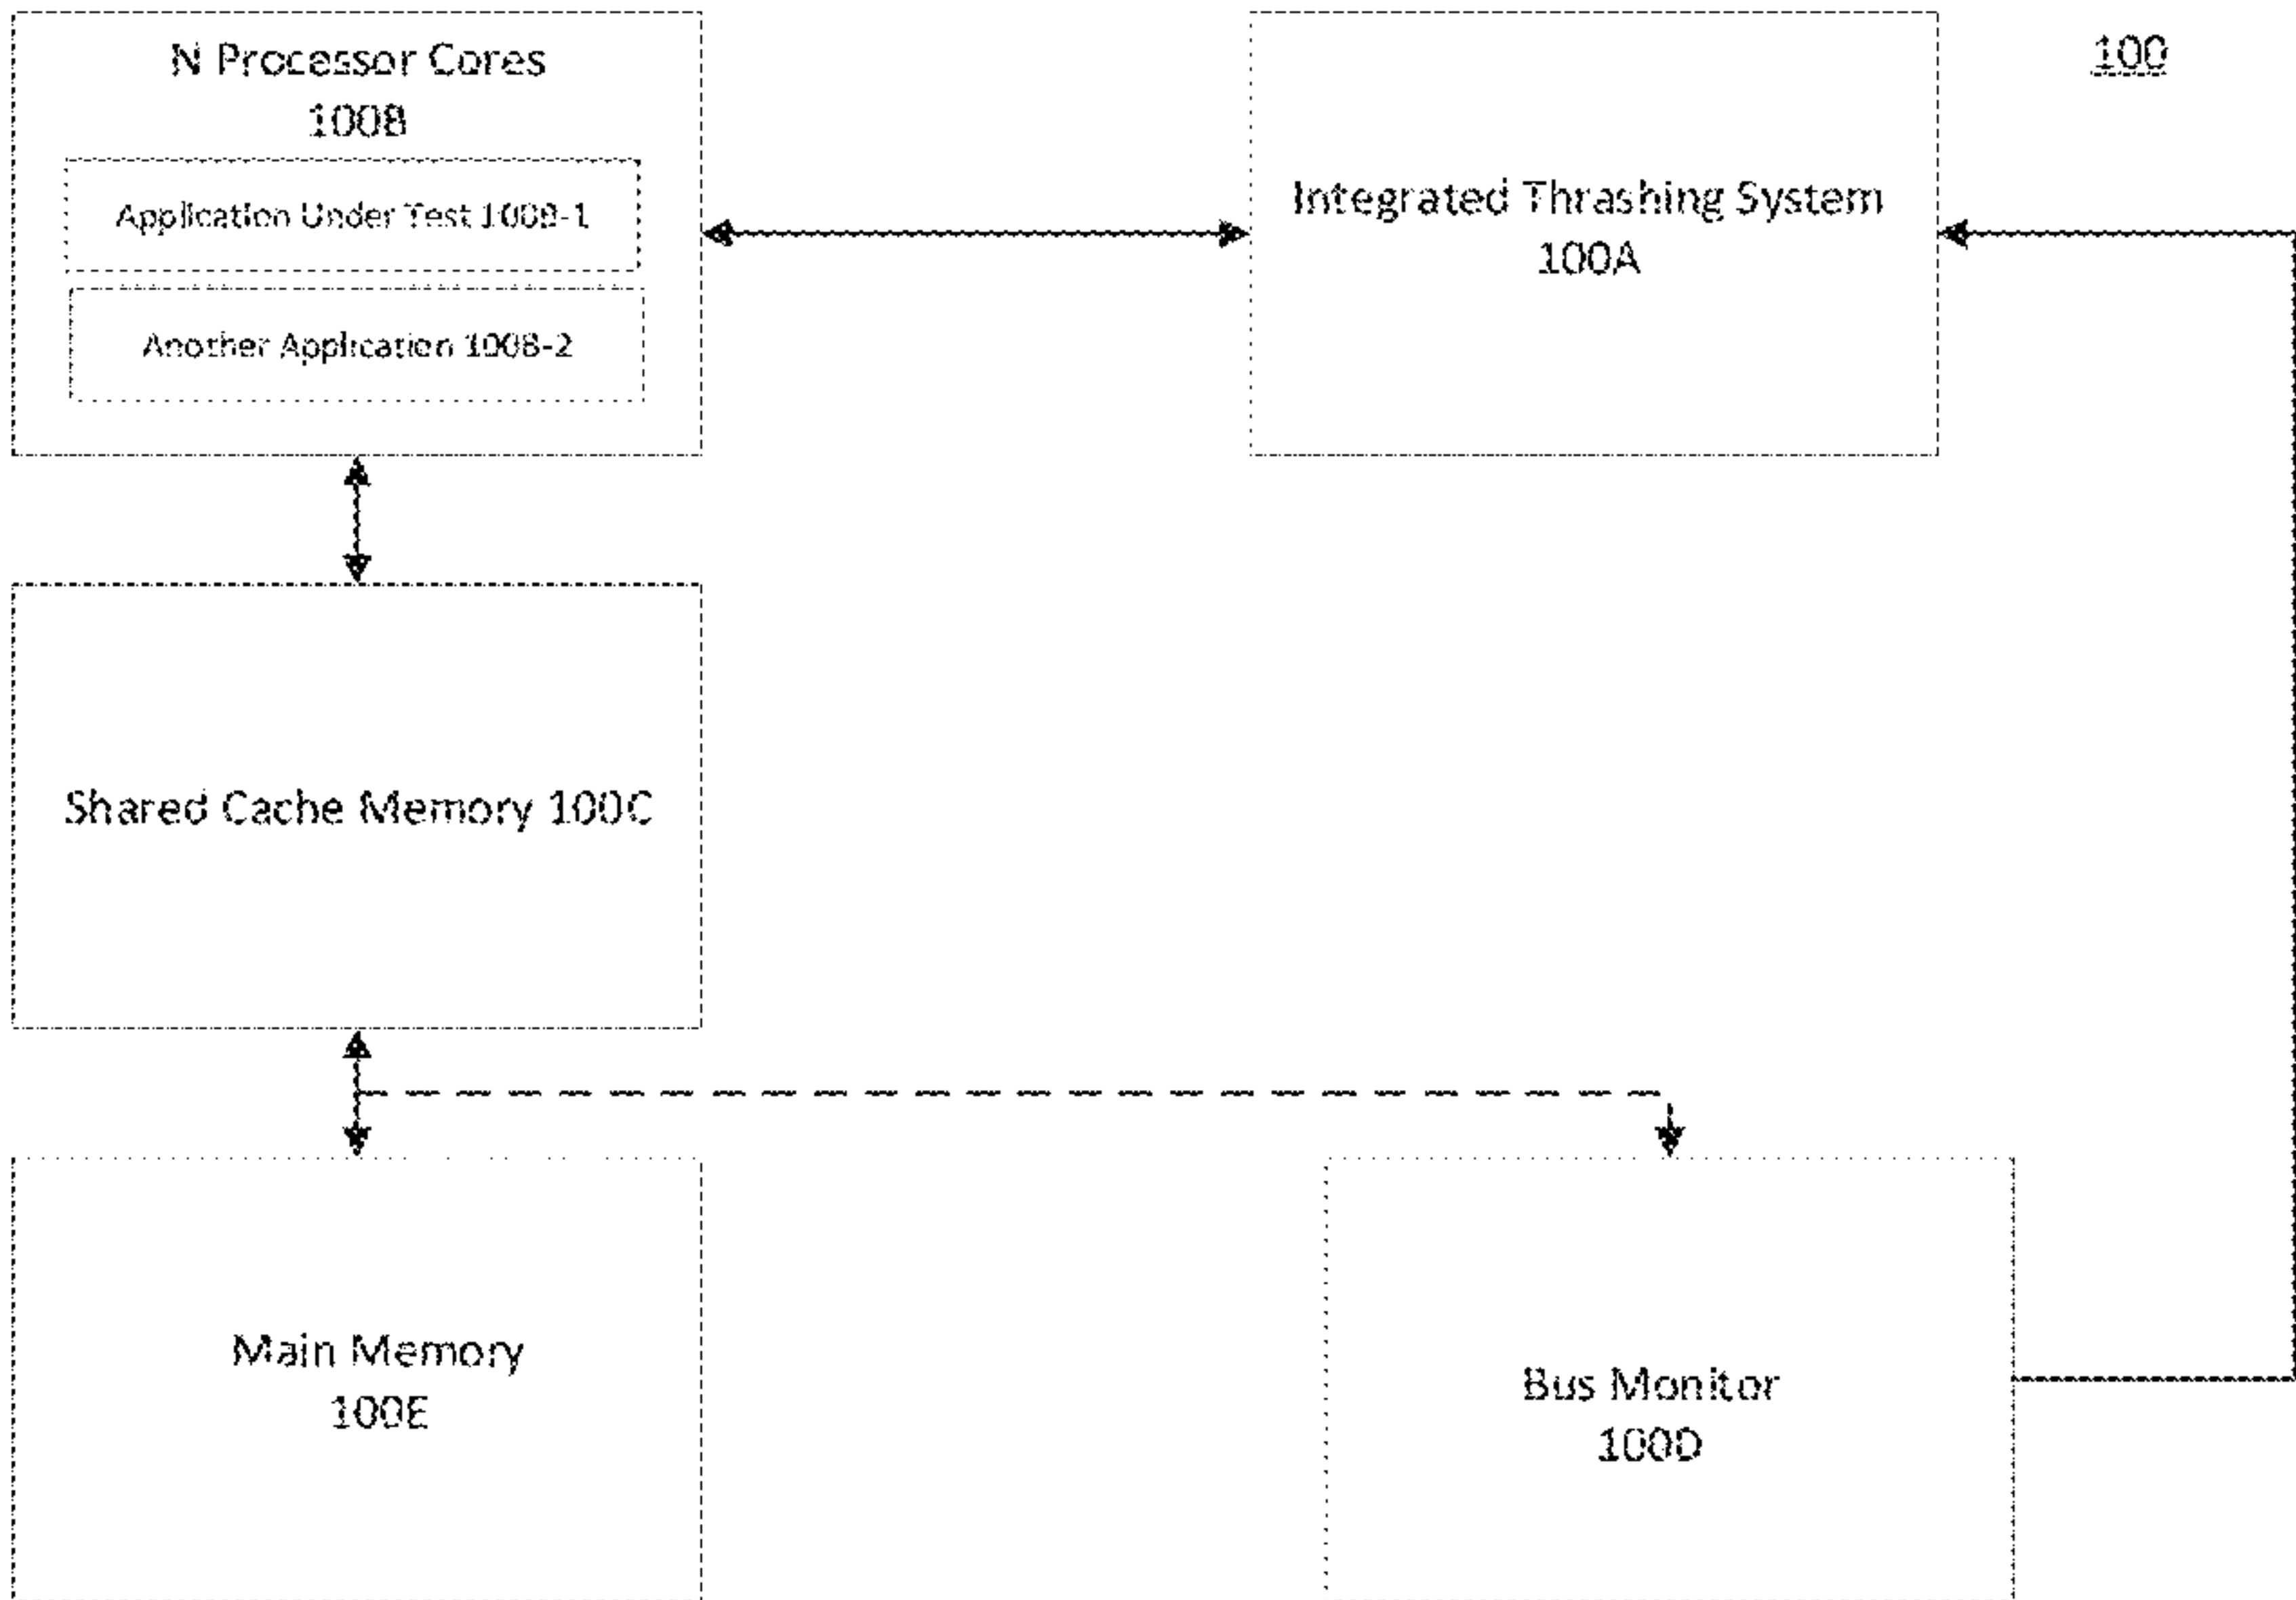 N Processor Cores
100B
Application Under Test 100B-1
Another Application 100B-2
Integrated Thrashing System
100A
100
Shared Cache Memory 100C
Main Memory
100E
Bus Monitor
100D